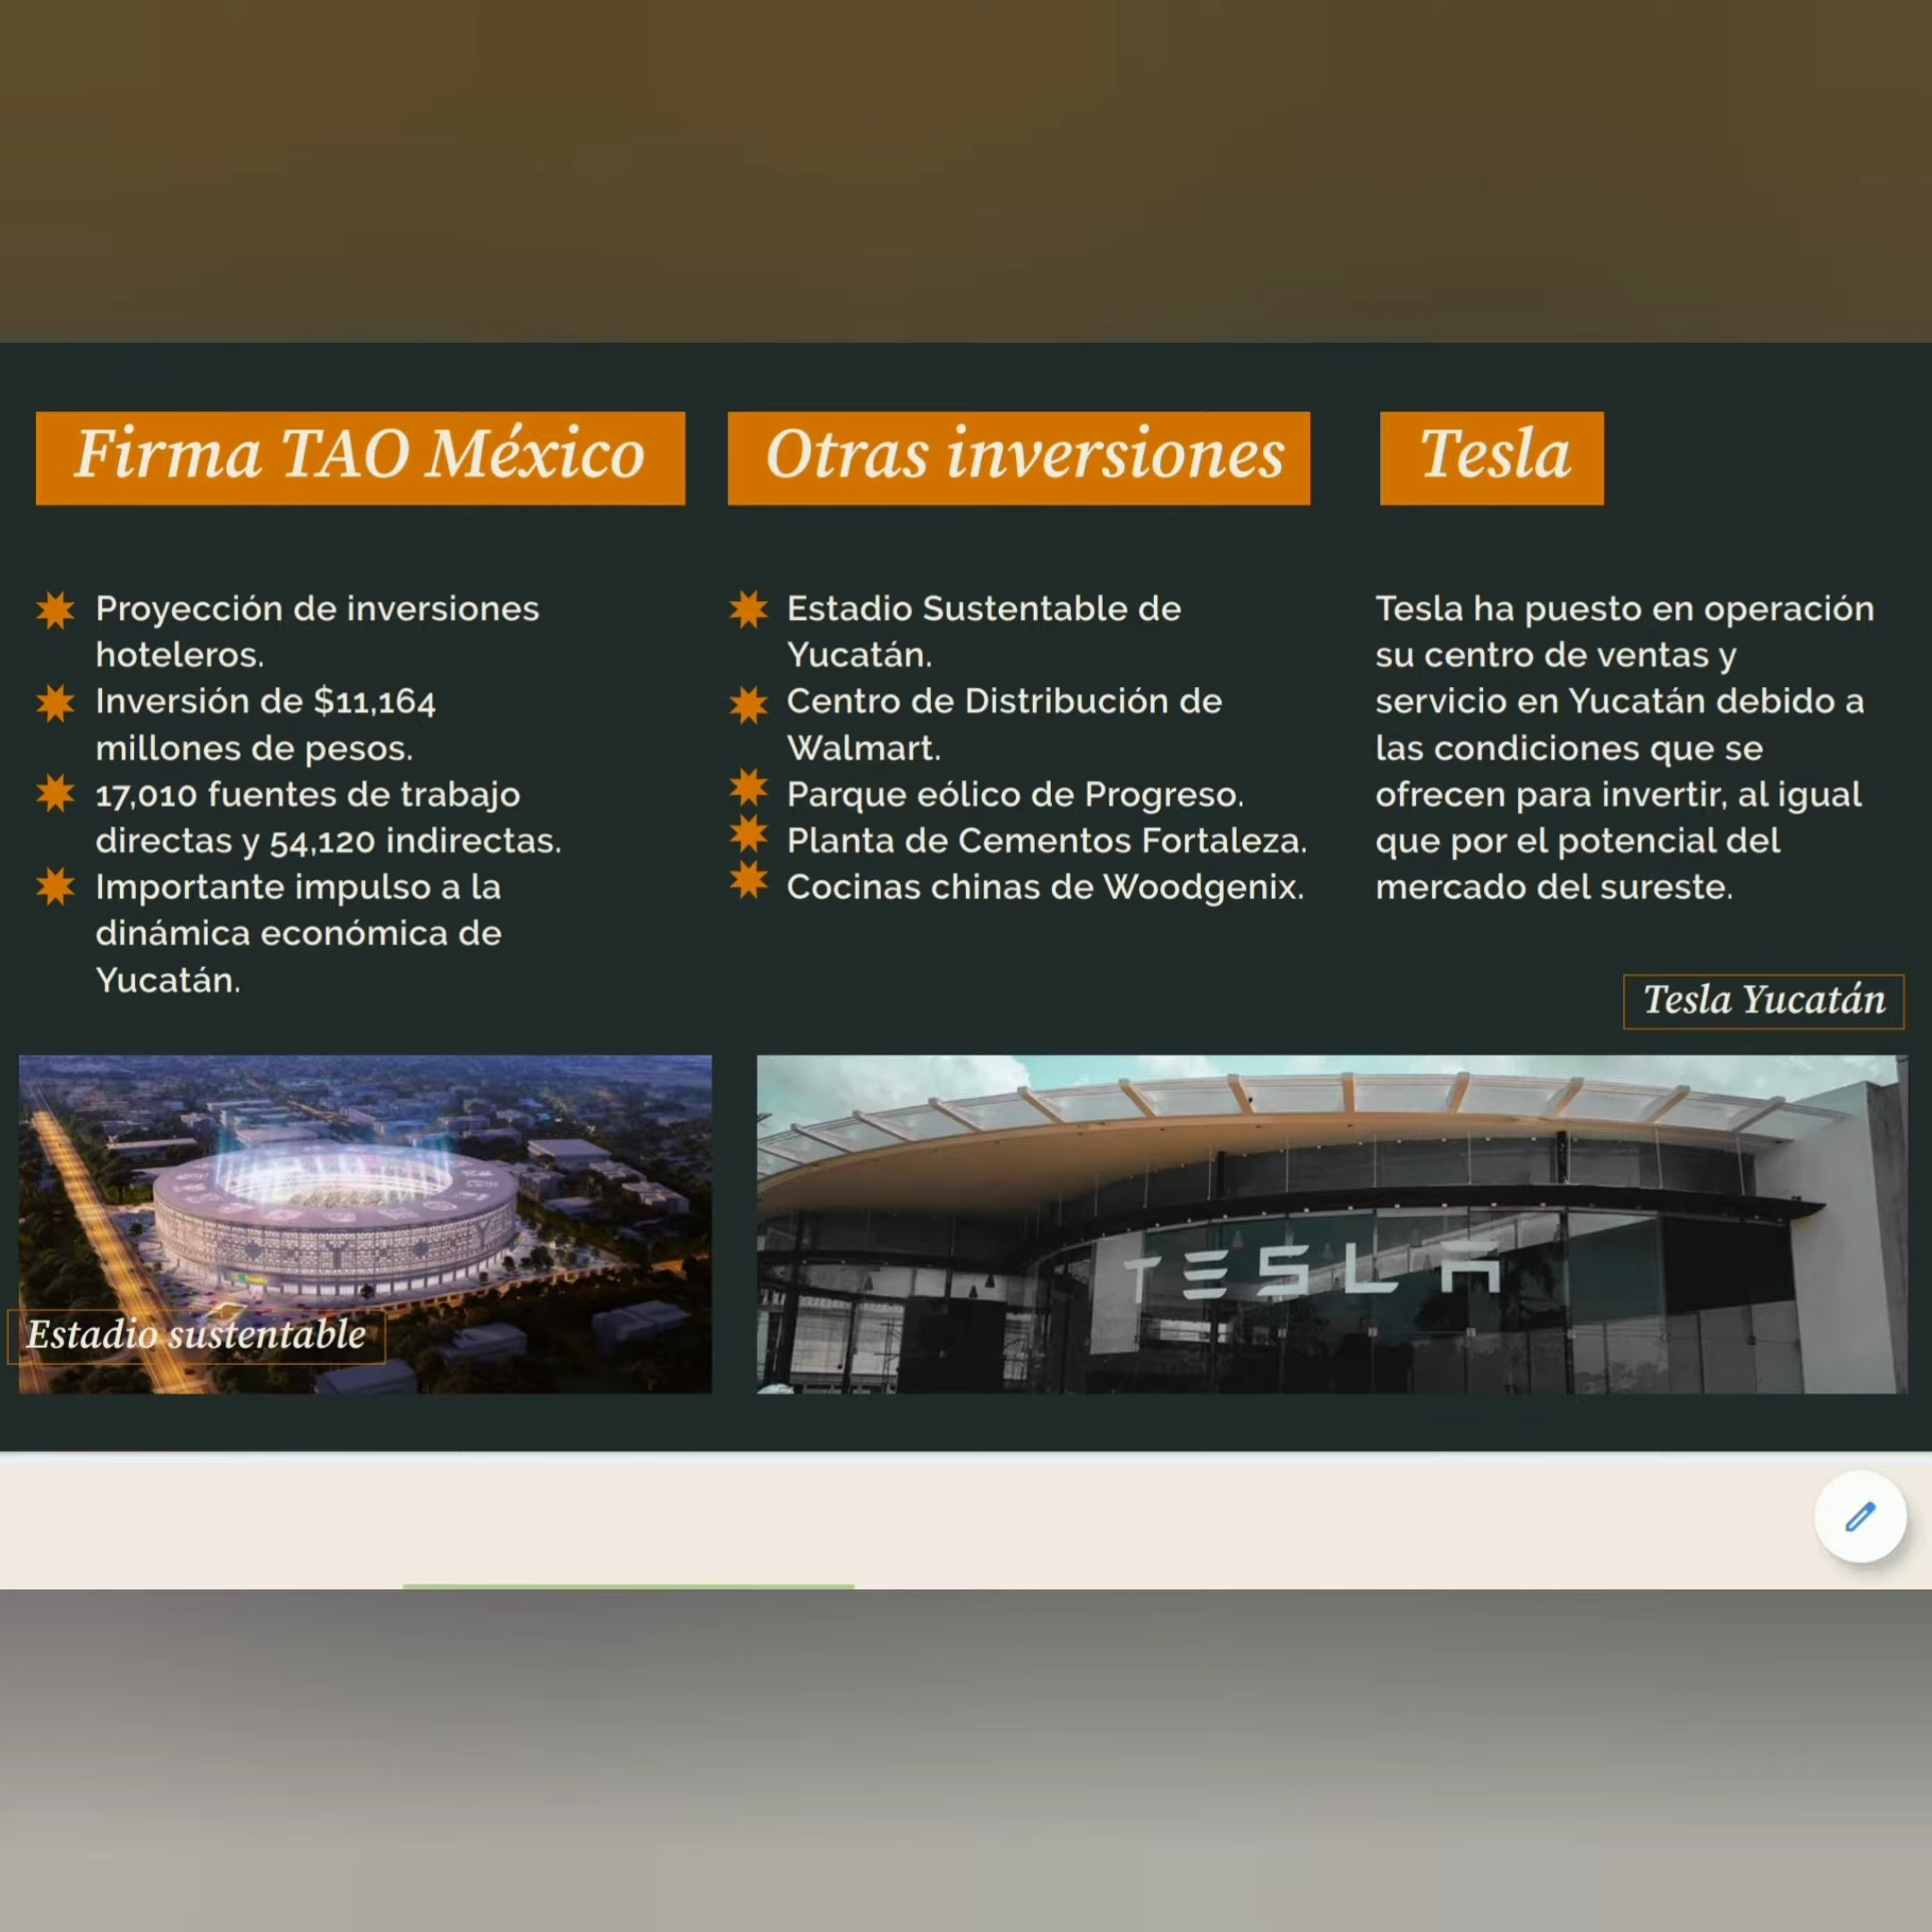 Firma TAO México
Proyección de inversiones
hoteleros.
Inversión de $11,164
millones de pesos.
17,010 fuentes de trabajo
directas y 54,120 indirectas.
Importante impulso a la
dinámica económica de
Yucatán.
Otras inversiones
Estadio Sustentable de
Yucatán.
Centro de Distribución de
Walmart.
Parque eólico de Progreso.
Planta de Cementos Fortaleza.
Cocinas chinas de Woodgenix.
Tesla
Tesla ha puesto en operación
su centro de ventas y
servicio en Yucatán debido a
las condiciones que se
ofrecen para invertir, al igual
que por el potencial del
mercado del sureste.
Tesla Yucatán
Estadio sustentable
TESLA